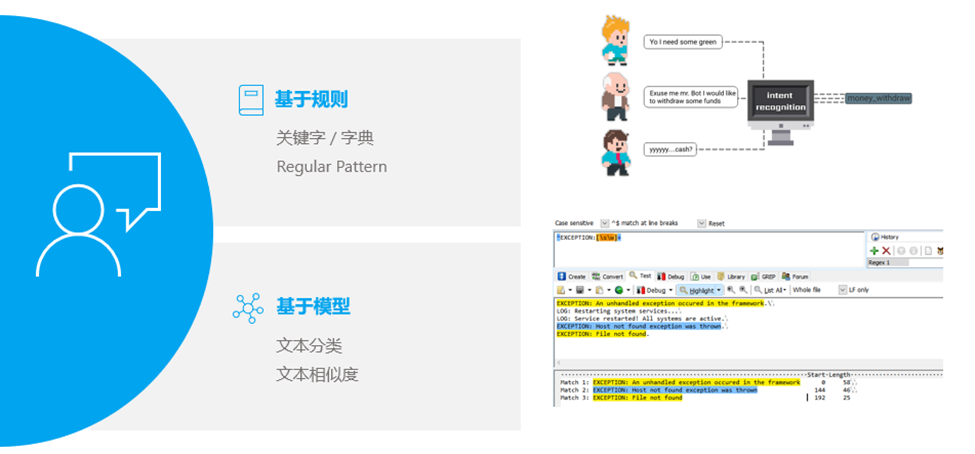 基于规则
关键字 / 字典
Regular Pattern
基于模型
文本分类
文本相似度
Yo I need some green
Exuse me mr. Bot I would like
to withdraw some funds
yyyyyy...cash?
intent
recognition
money_withdraw
Case sensitive ^$ match at line breaks Reset
EXCEPTION:[\s\w]+
History
Regex 1
Create Convert Test Debug Use Library GREP Forum
Debug Highlight List All Whole file LF only
EXCEPTION: An unhandled exception occured in the framework.
LOG: Restarting system services...
LOG: Service restarted! All systems are active.
EXCEPTION: Host not found exception was thrown.
EXCEPTION: File not found.
Start Length
Match 1: EXCEPTION: An unhandled exception occured in the framework 0 58
Match 2: EXCEPTION: Host not found exception was thrown 144 46
Match 3: EXCEPTION: File not found 192 25